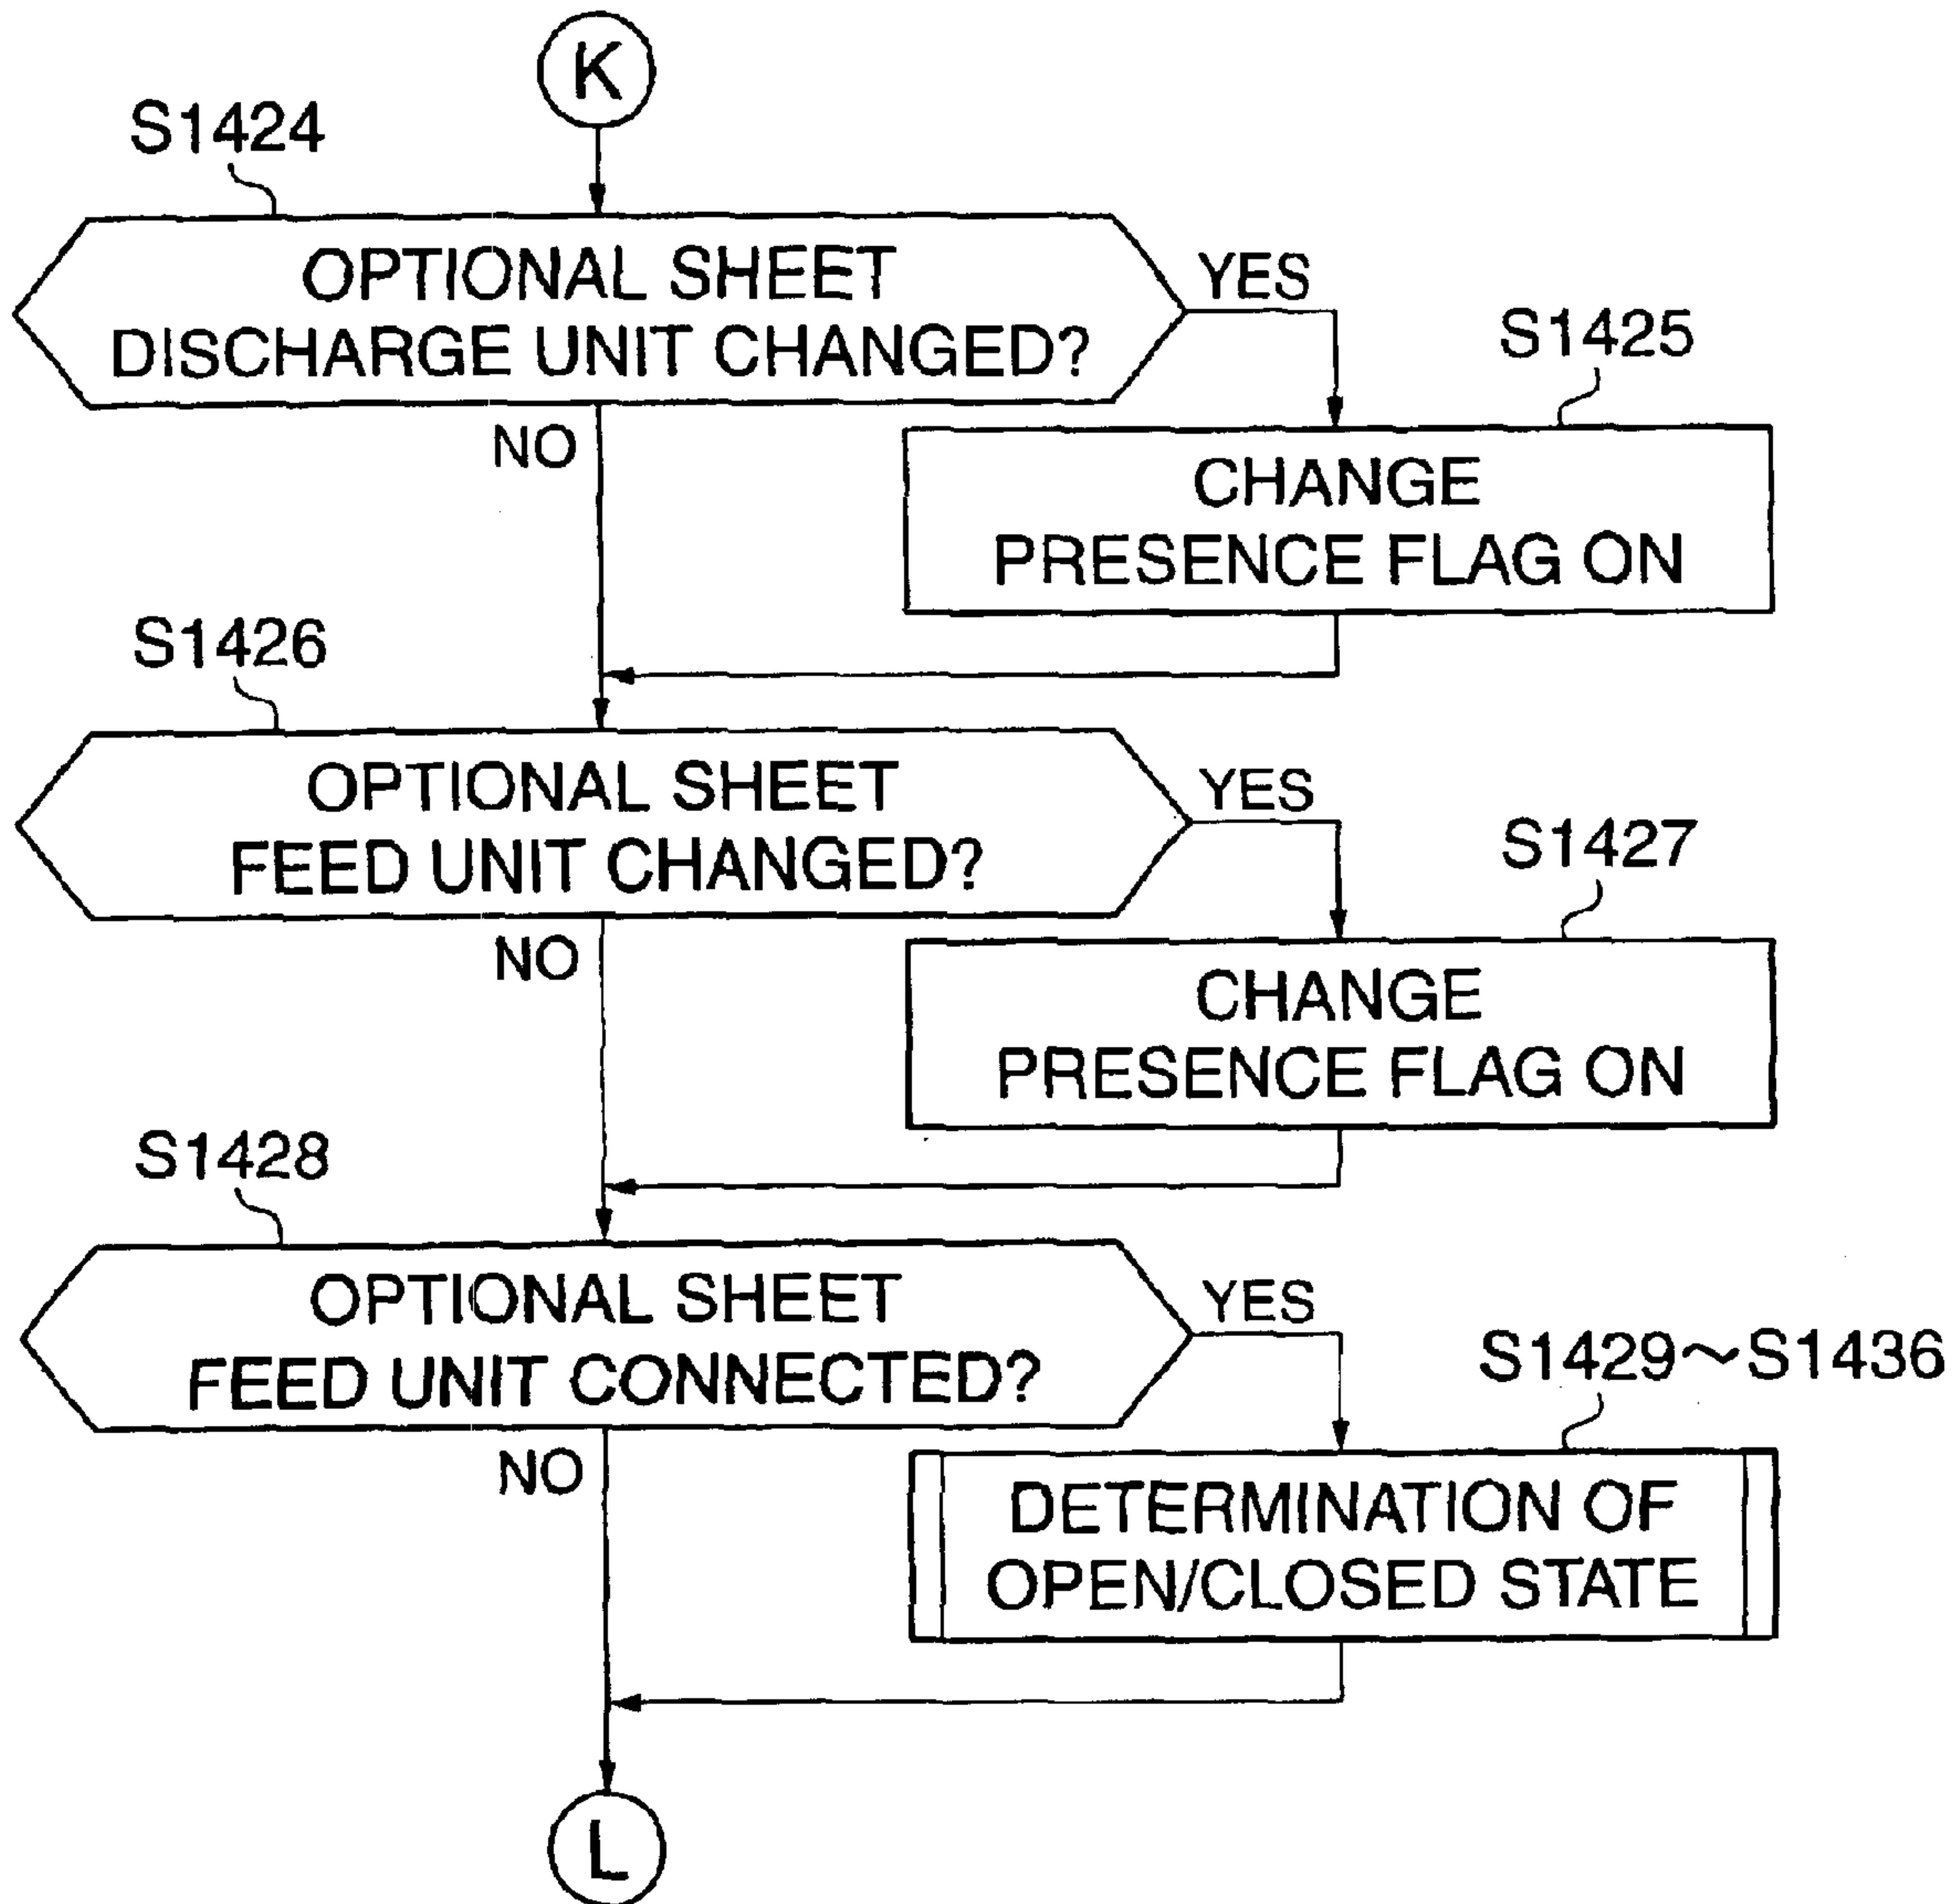 K
S1424
OPTIONAL SHEET
DISCHARGE UNIT CHANGED?
YES
NO
S1425
CHANGE
PRESENCE FLAG ON
S1426
OPTIONAL SHEET
FEED UNIT CHANGED?
YES
NO
S1427
CHANGE
PRESENCE FLAG ON
S1428
OPTIONAL SHEET
FEED UNIT CONNECTED?
YES
NO
S1429~S1436
DETERMINATION OF
OPEN/CLOSED STATE
L